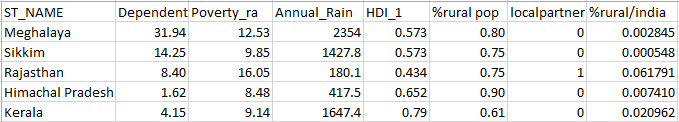 ST_NAME Dependent Poverty_ra Annual_Rain HDI_1 %rural pop localpartner %rural/india
Meghalaya 31.94 12.53 2354 0.573 0.80 0 0.002845
Sikkim 14.25 9.85 1427.8 0.573 0.75 0 0.000548
Rajasthan 8.40 16.05 180.1 0.434 0.75 1 0.061791
Himachal Pradesh 1.62 8.48 417.5 0.652 0.90 0 0.007410
Kerala 4.15 9.14 1647.4 0.79 0.61 0 0.020962